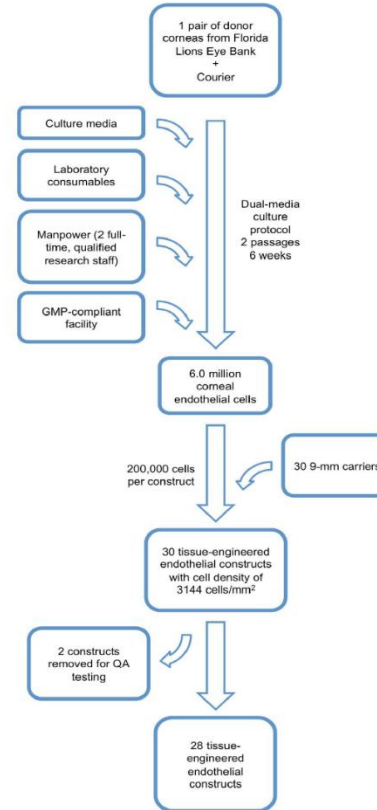 1 pair of donor
corneas from Florida
Lions Eye Bank
+
Courier
Culture media
Laboratory
consumables
Manpower (2 full-
time, qualified
research staff)
GMP-compliant
facility
Dual-media
culture
protocol
2 passages
6 weeks
6.0 million
corneal
endothelial cells
200,000 cells
per construct
30 9-mm carriers
30 tissue-engineered
endothelial constructs
with cell density of
3144 cells/mm²
2 constructs
removed for QA
testing
28 tissue-
engineered
endothelial
constructs